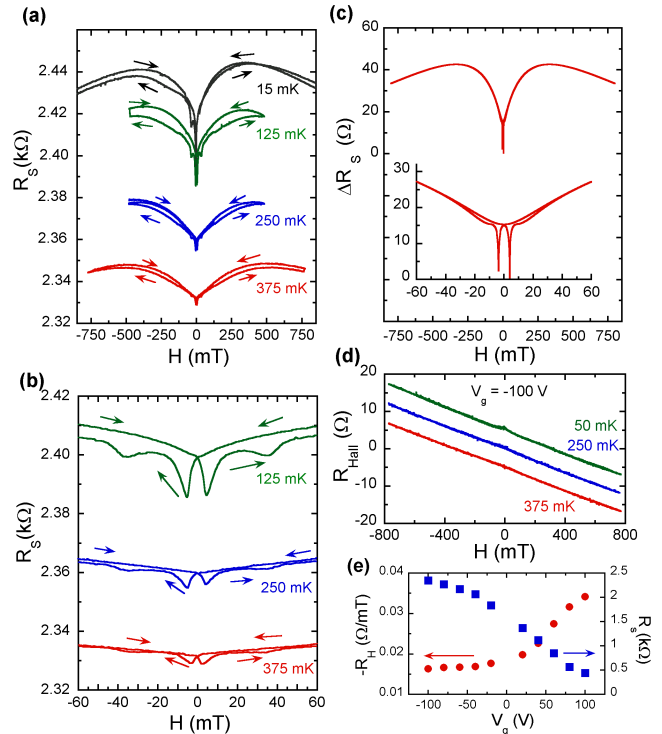 (a)
2.44
2.42
2.40
2.38
2.36
2.34
2.32
R_S(kΩ)
15 mK
125 mK
250 mK
375 mK
-750 -500 -250 0 250 500 750
H (mT)
(c)
60
40
20
0
ΔR_S (Ω)
30
20
10
0
-60 -40 -20 0 20 40 60
-750 -500 -250 0 250 500 750
H (mT)
(b)
2.42
2.40
2.38
2.36
2.34
2.32
R_S(kΩ)
125 mK
250 mK
375 mK
-60 -40 -20 0 20 40 60
H (mT)
(d)
V_g = -100 V
20
10
0
-10
-20
R_Hall (Ω)
50 mK
250 mK
375 mK
-800 -400 0 400 800
H (mT)
(e)
0.04
0.03
0.02
0.01
-R_H (Ω/mT)
2.5
2
1.5
1
0.5
0
R_s (kΩ)
-100 -50 0 50 100
V_g (V)